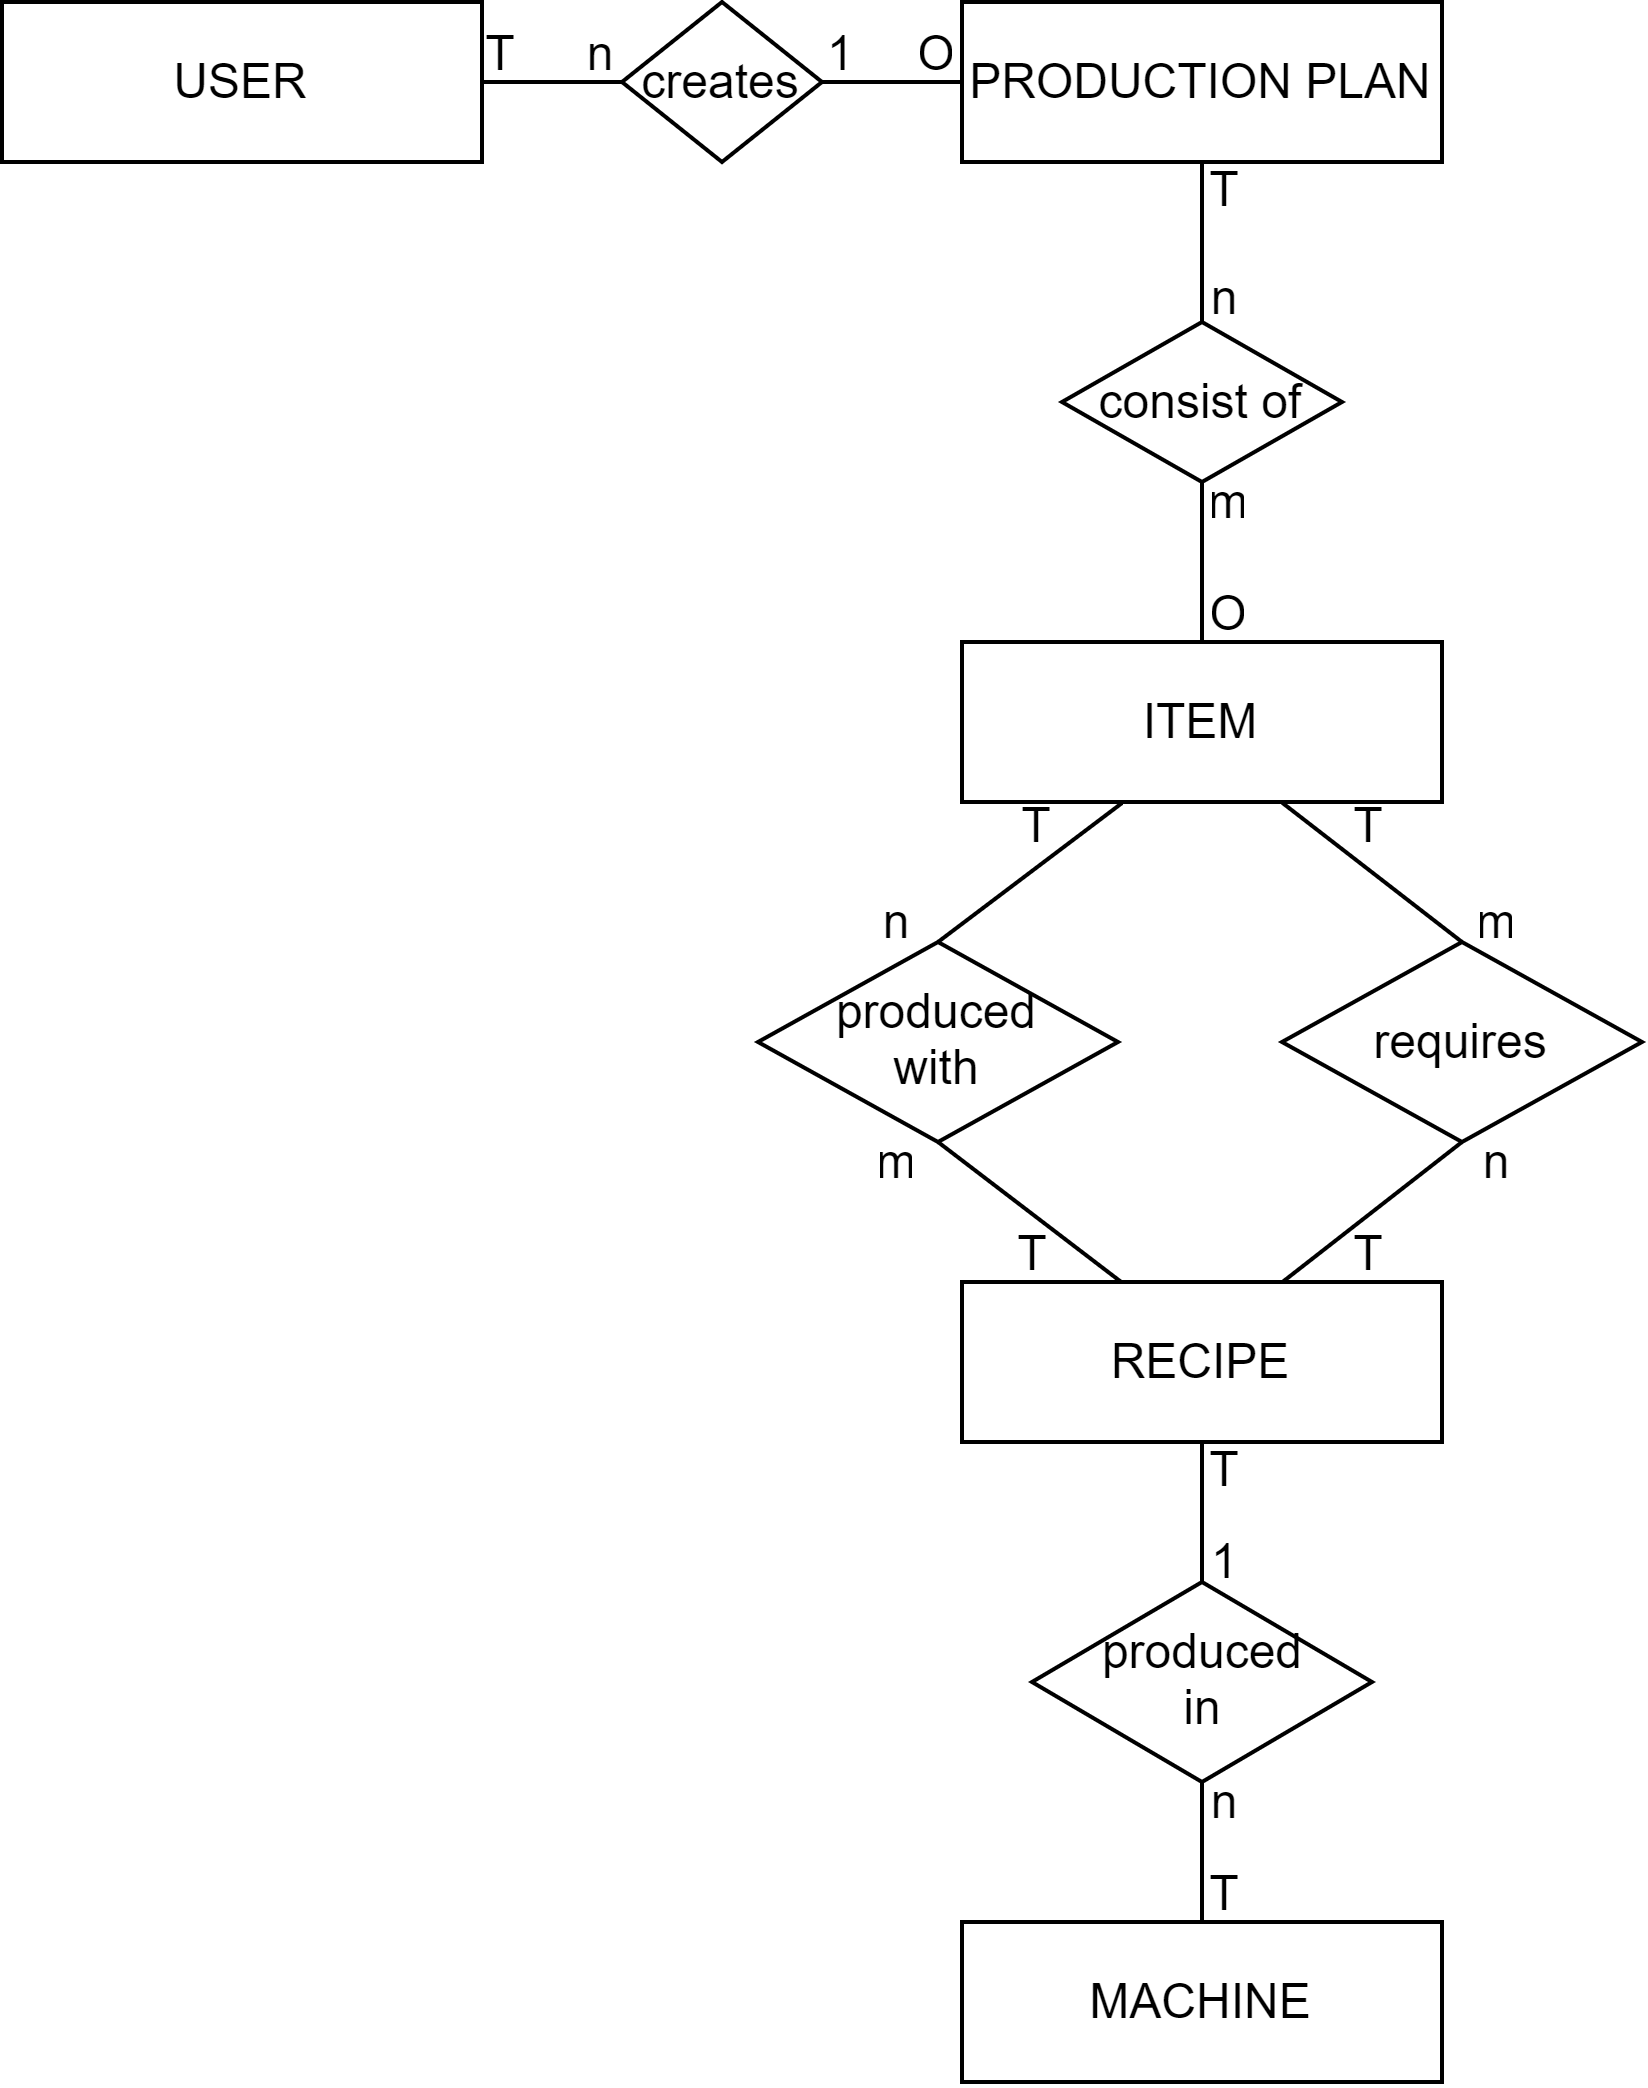 USER
T
n
creates
1
O
PRODUCTION PLAN
T
n
consist of
m
O
ITEM
T
T
n
m
produced
with
requires
m
n
T
T
RECIPE
T
1
produced
in
n
T
MACHINE